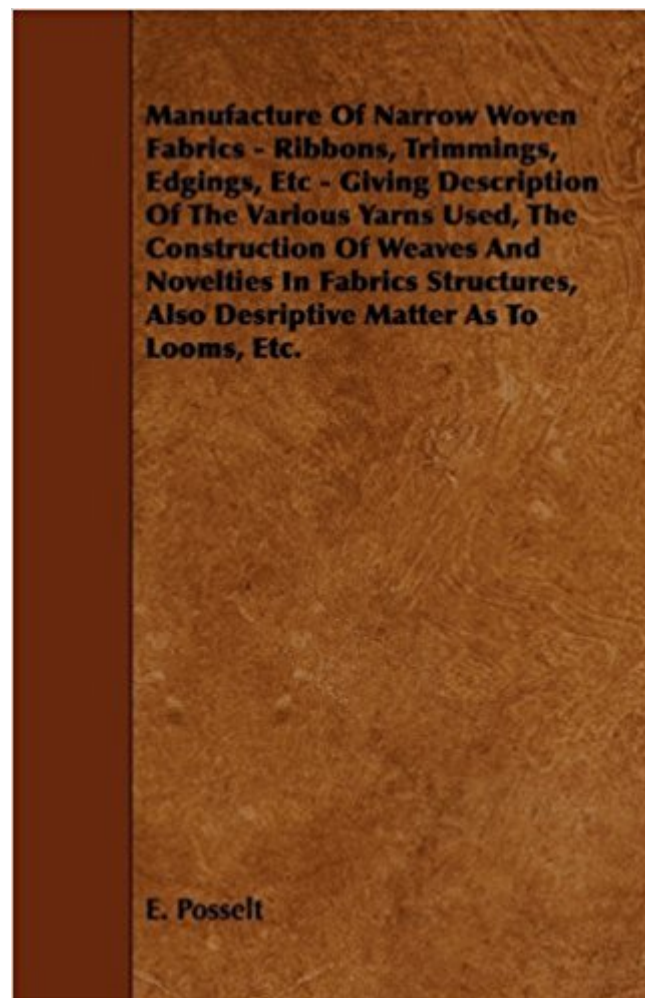 Manufacture Of Narrow Woven
Fabrics - Ribbons, Trimmings,
Edgings, Etc - Giving Description
Of The Various Yarns Used, The
Construction Of Weaves And
Novelties In Fabrics Structures,
Also Desriptive Matter As To
Looms, Etc.
E. Posselt